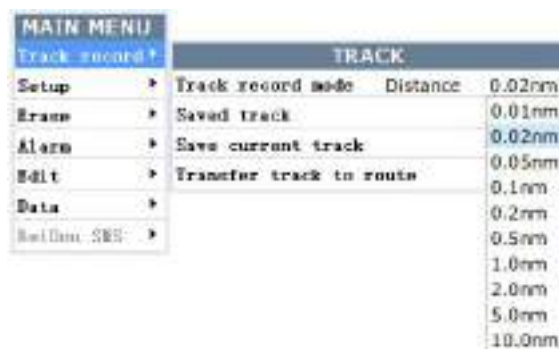 MAIN MENU
Track record
Setup
Erase
Alarm
Edit
Data
SMS
TRACK
Track record mode Distance 0.02nm
Saved track
Save current track
Transfer track to route
0.01nm
0.02nm
0.05nm
0.1nm
0.2nm
0.5nm
1.0nm
2.0nm
5.0nm
10.0nm